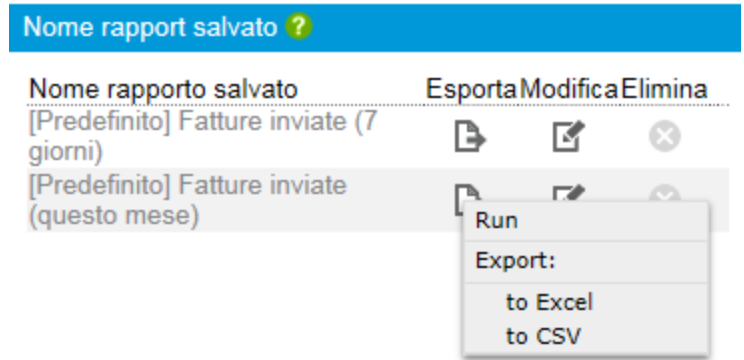 Nome rapport salvato ?
Nome rapporto salvato Esporta Modifica Elimina
[Predefinito] Fatture inviate (7
giorni)
[Predefinito] Fatture inviate
(questo mese)
Run
Export:
to Excel
to CSV